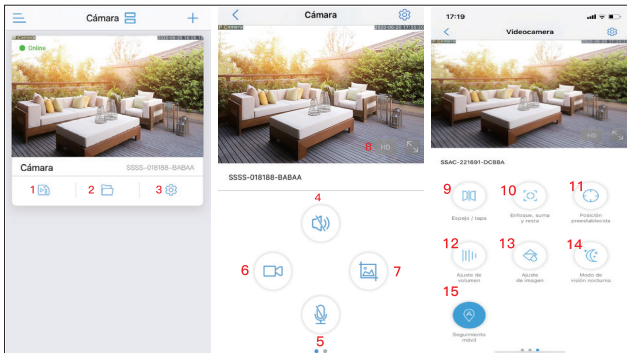 Cámara
Online
Cámara
SSSS-018188-BABAA
1
2
3
Cámara
8
HD
SSSS-018188-BABAA
4
6
7
5
17:19
Videocamera
HD
SSAC-221691-DCBBA
9
10
11
Espejo / tapa
Enfoque, suma
y resta
Posición
preestablecida
12
13
14
Ajuste de
volumen
Ajuste
de imagen
Modo de
visión nocturna
15
Seguimiento
móvil